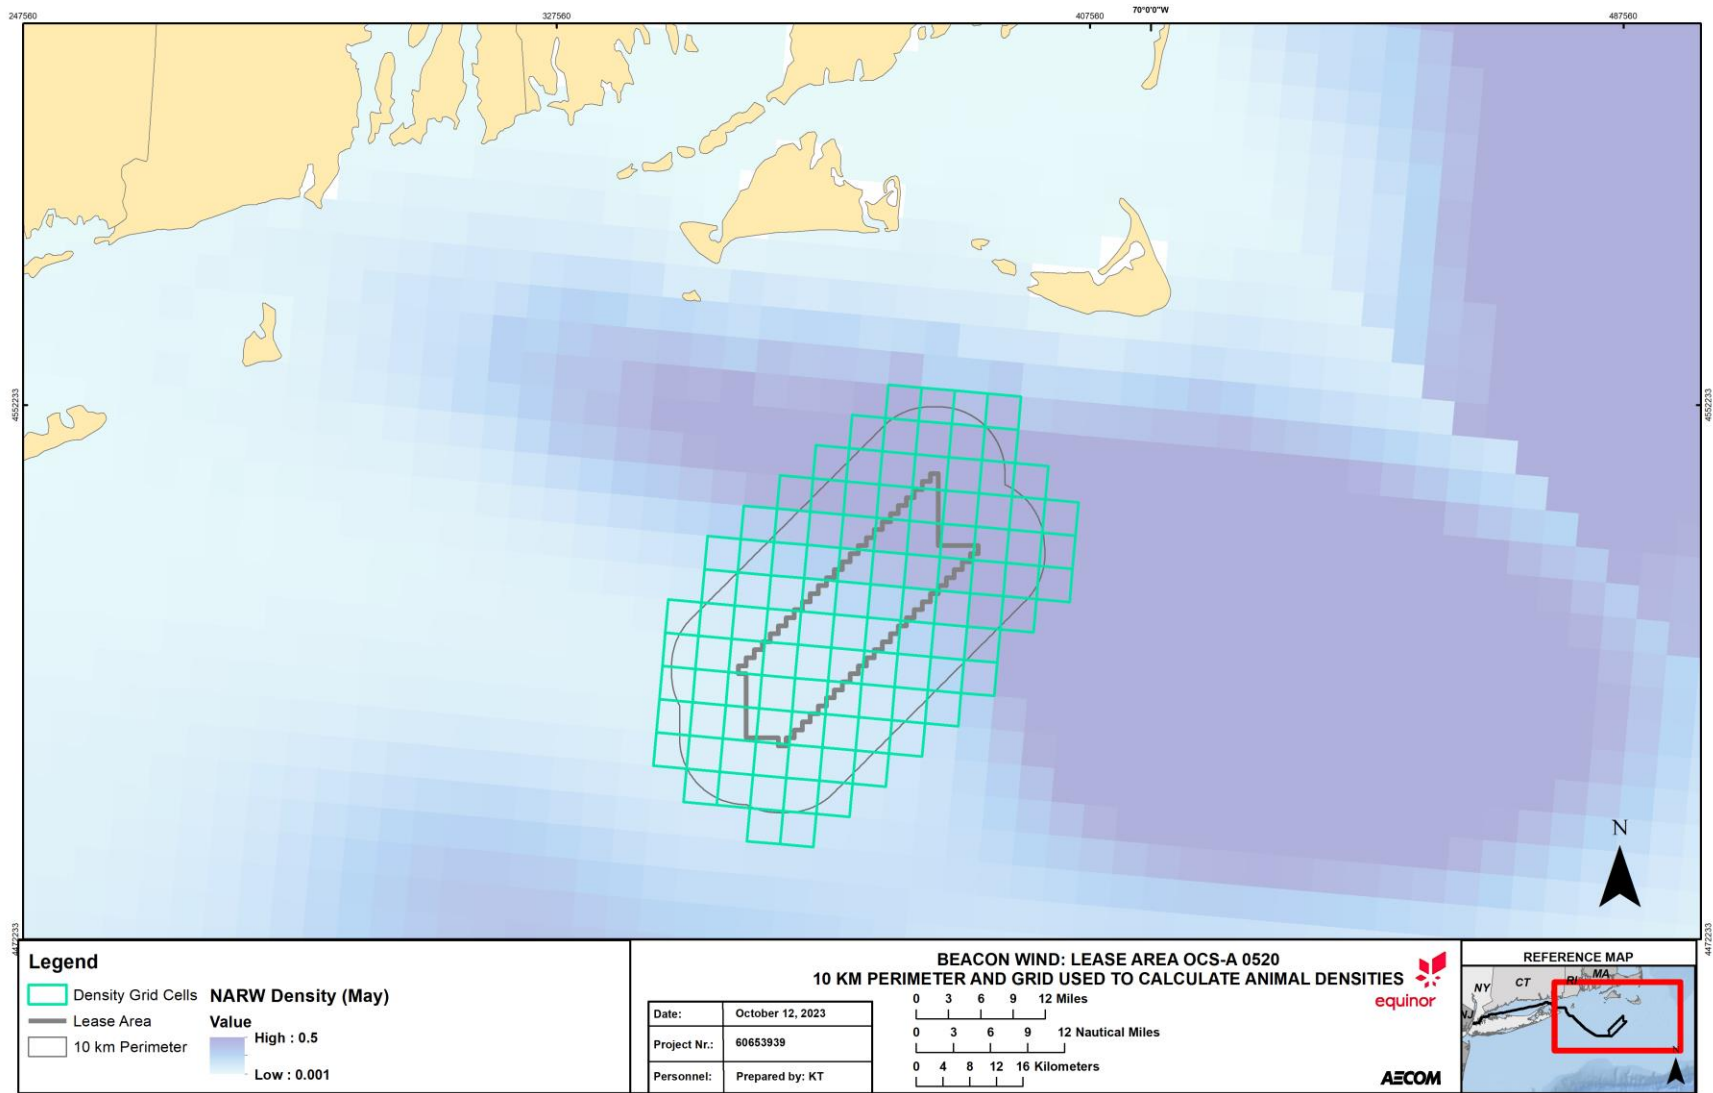 247560
327560
407560
70°0'0"W
487560
4552233
4552233
4472233
4472233
N
Legend
Density Grid Cells
Lease Area
10 km Perimeter
NARW Density (May)
Value
High : 0.5
Low : 0.001
BEACON WIND: LEASE AREA OCS-A 0520
10 KM PERIMETER AND GRID USED TO CALCULATE ANIMAL DENSITIES
equinor
Date: October 12, 2023
Project Nr.: 60653939
Personnel: Prepared by: KT
0 3 6 9 12 Miles
0 3 6 9 12 Nautical Miles
0 4 8 12 16 Kilometers
AECOM
REFERENCE MAP
NY CT RI MA
NJ
N